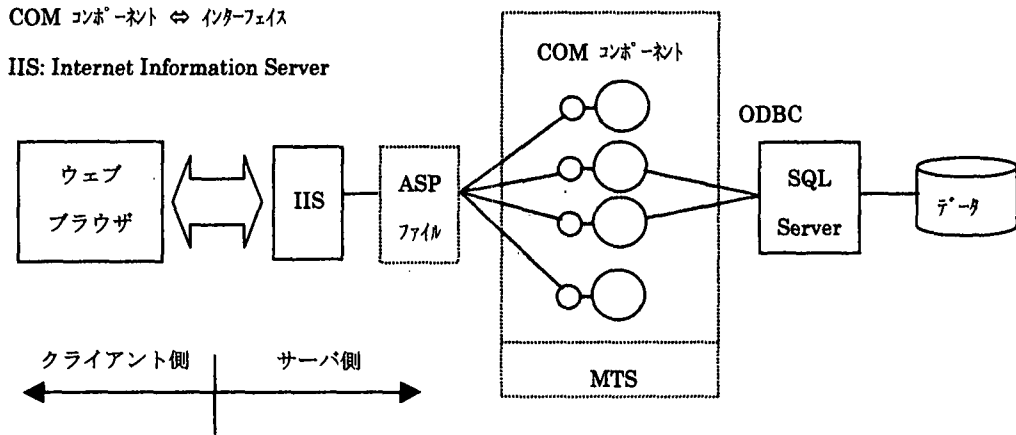 COM ｺﾝﾎﾟｰﾈﾝﾄ ⇔ ｲﾝﾀｰﾌｪｲｽ
IIS: Internet Information Server
COM ｺﾝﾎﾟｰﾈﾝﾄ
ODBC
ウェブ
ブラウザ
IIS
ASP
ﾌｧｲﾙ
SQL
Server
ﾃﾞｰﾀ
クライアント側
サーバ側
MTS